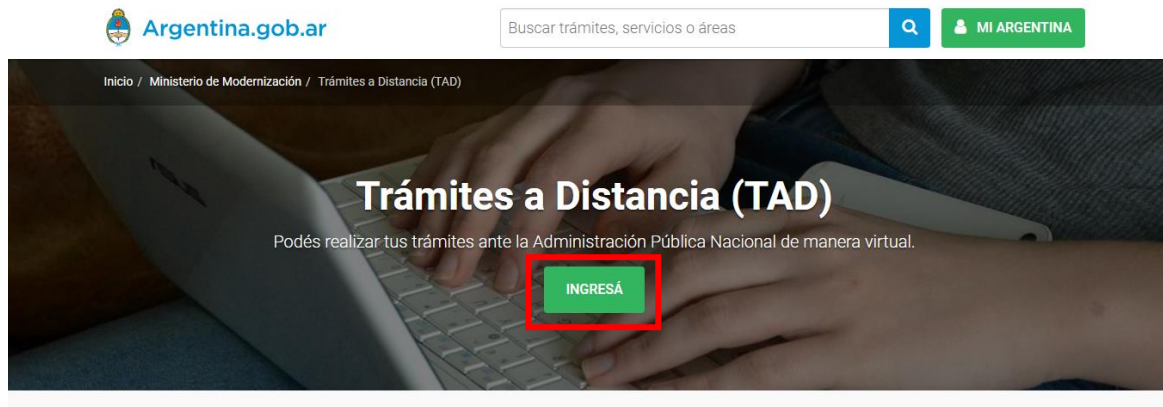 Argentina.gob.ar
Buscar trámites, servicios o áreas
MI ARGENTINA
Inicio / Ministerio de Modernización / Trámites a Distancia (TAD)
Trámites a Distancia (TAD)
Podés realizar tus trámites ante la Administración Pública Nacional de manera virtual.
INGRESÁ